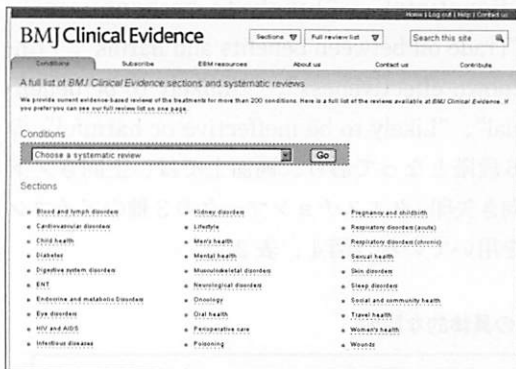 Home | Log out | Help | Contact us
BMJ Clinical Evidence
Sections
Full review list
Search this site
Conditions
Subscribe
EBM resources
About us
Contact us
Contribute
A full list of BMJ Clinical Evidence sections and systematic reviews
We provide current evidence-based review of the treatments for more than 200 conditions. Here is a full list of the reviews available at BMJ Clinical Evidence. If
you prefer you can see our full review list on one page.
Conditions
Choose a systematic review
Go
Sections
Blood and lymph disorders
Cardiovascular disorders
Child health
Diabetes
Digestive system disorders
ENT
Endocrine and metabolic disorders
Eye disorders
HIV and AIDS
Infectious diseases
Kidney disorders
Lifestyle
Men's health
Mental health
Musculoskeletal disorders
Neurological disorders
Oncology
Oral health
Perioperative care
Poisoning
Pregnancy and childbirth
Respiratory disorders (acute)
Respiratory disorders (chronic)
Sexual health
Skin disorders
Sleep disorders
Social and community health
Travel health
Women's health
Wounds